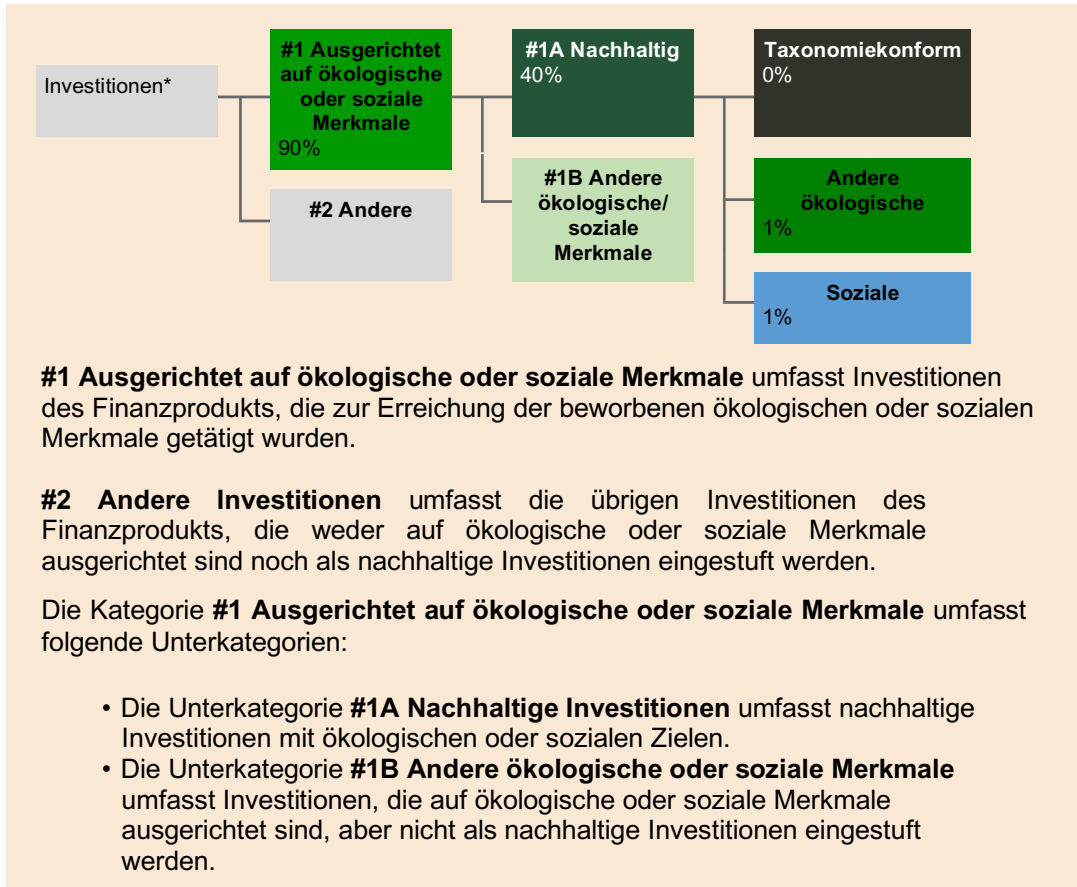 Investitionen*
#1 Ausgerichtet
auf ökologische
oder soziale
Merkmale
90%
#2 Andere
#1A Nachhaltig
40%
#1B Andere
ökologische/
soziale
Merkmale
Taxonomiekonform
0%
Andere
ökologische
1%
Soziale
1%
#1 Ausgerichtet auf ökologische oder soziale Merkmale umfasst Investitionen
des Finanzprodukts, die zur Erreichung der beworbenen ökologischen oder sozialen
Merkmale getätigt wurden.
#2 Andere Investitionen umfasst die übrigen Investitionen des
Finanzprodukts, die weder auf ökologische oder soziale Merkmale
ausgerichtet sind noch als nachhaltige Investitionen eingestuft werden.
Die Kategorie #1 Ausgerichtet auf ökologische oder soziale Merkmale umfasst
folgende Unterkategorien:
• Die Unterkategorie #1A Nachhaltige Investitionen umfasst nachhaltige
Investitionen mit ökologischen oder sozialen Zielen.
• Die Unterkategorie #1B Andere ökologische oder soziale Merkmale
umfasst Investitionen, die auf ökologische oder soziale Merkmale
ausgerichtet sind, aber nicht als nachhaltige Investitionen eingestuft
werden.